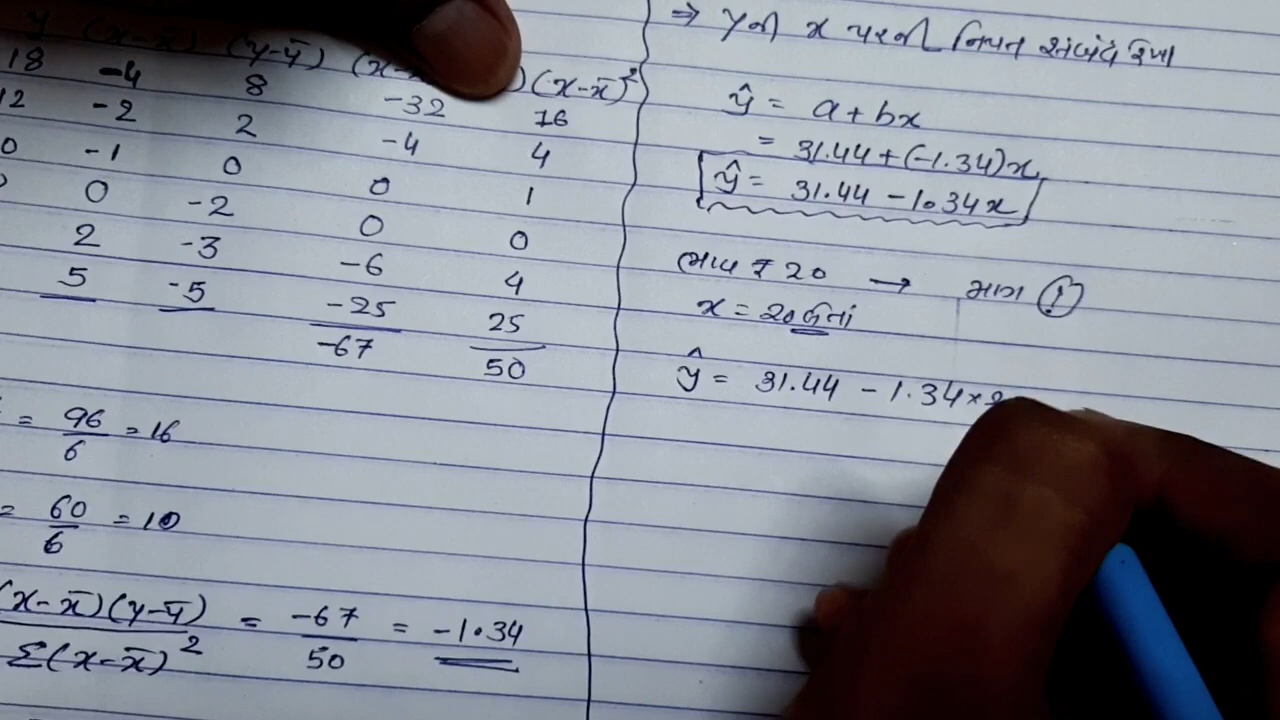 y (x-x̄) (y-ȳ) (x-x̄ ) (x-x̄)²
18 -4 8 -32 16
12 -2 2 -4 4
0 -1 0 0 1
0 -2 0 0
2 -3 -6 4
5 -5 -25 25
-67 50
= 96/6 = 16
= 60/6 = 10
(x-x̄)(y-ȳ) / Σ(x-x̄)² = -67/50 = -1.34
⇒ yની x પરની નિયત સંબંધ રેખા
ŷ = a+bx
= 31.44+(-1.34)x
ŷ = 31.44 -1.34x
ભાવ ₹ 20 → માંગ (?)
x = 20 લેતાં
ŷ = 31.44 - 1.34×2